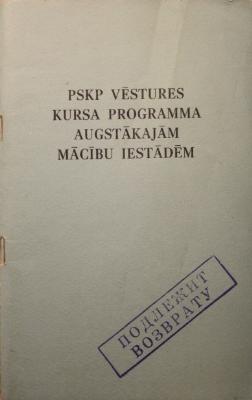 PSKP VĒSTURES
KURSA PROGRAMMA
AUGSTĀKAJĀM
MĀCĪBU IESTĀDĒM
ПОДЛЕЖИТ
ВОЗВРАТУ